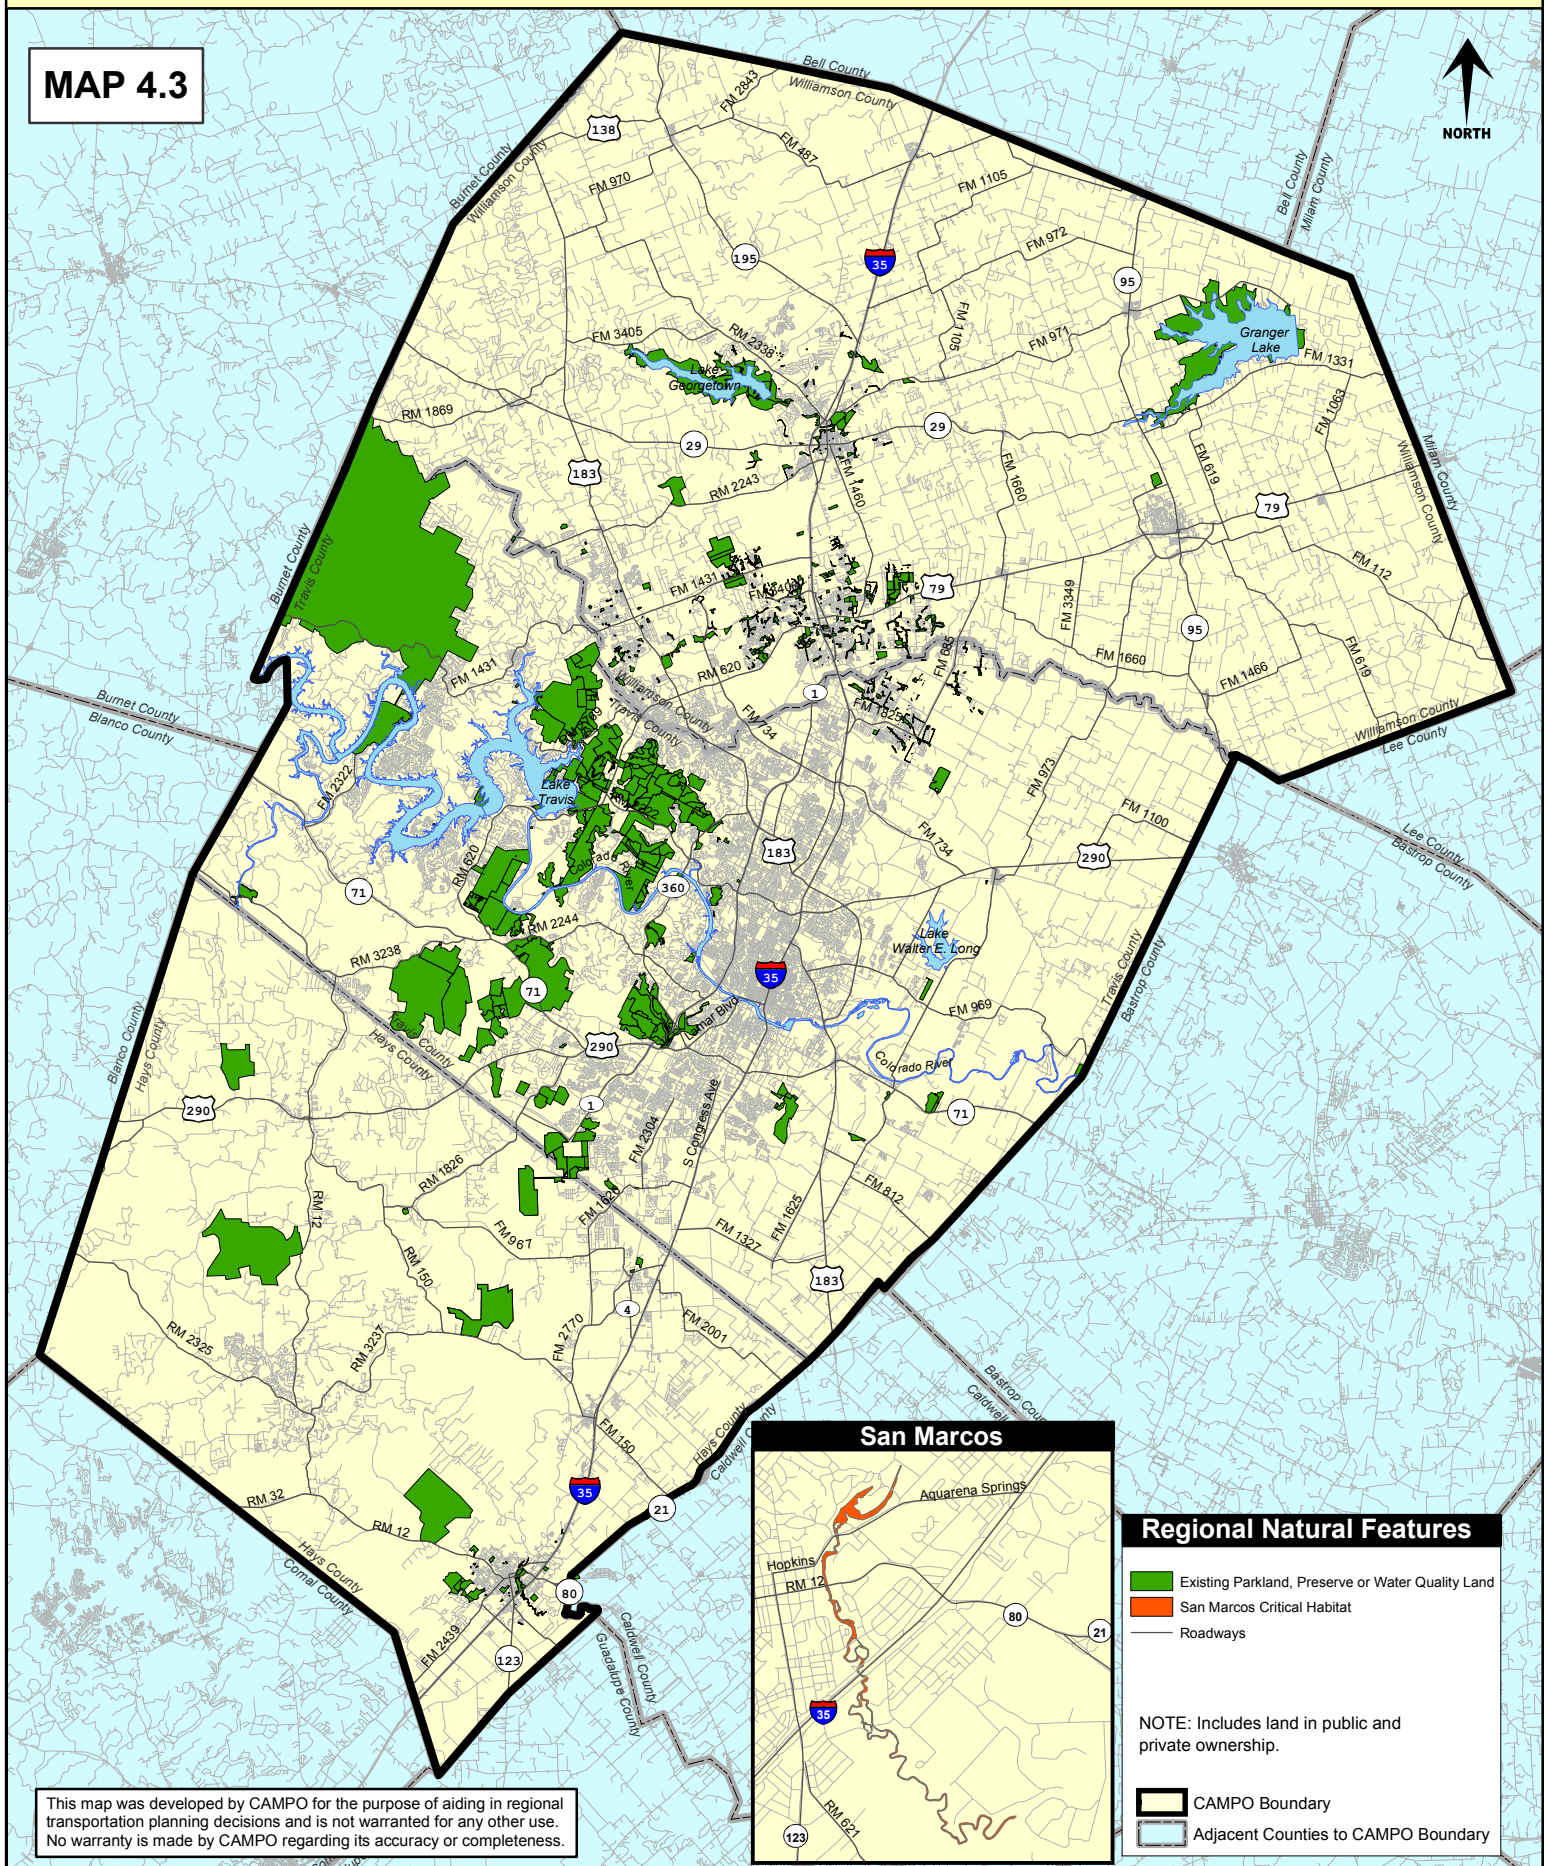 MAP 4.3
NORTH
Bell County
Williamson County
FM 2843
138
FM 487
Burnet County
Williamson County
FM 970
FM 1105
Bell County
Milam County
195
35
FM 972
95
FM 3405
RM 2338
FM 1105
FM 971
Granger
Lake
FM 1331
Lake
Georgetown
RM 1869
29
29
FM 1063
183
RM 2243
FM 1460
FM 1660
FM 619
Milam County
Williamson County
79
Burnet County
Travis County
FM 1431
79
FM 3349
FM 112
95
FM 685
FM 1660
FM 619
FM 1466
FM 1431
RM 620
1
Williamson County
Travis County
FM 734
FM 1825
Burnet County
Blanco County
Williamson County
Lee County
FM 2322
Lake
Travis
FM 973
FM 1100
RM 2222
FM 734
183
290
Lee County
Bastrop County
RM 620
Colorado River
71
360
RM 2244
Lake
Walter E. Long
RM 3238
35
71
Travis County
Bastrop County
FM 969
Lamar Blvd
Blanco County
Hays County
Travis County
Hays County
290
Colorado River
290
1
71
S Congress Ave
FM 2304
RM 1826
RM 12
FM 1626
FM 812
FM 967
FM 1625
FM 1327
RM 150
183
4
RM 2325
RM 3237
FM 2770
FM 2001
Bastrop County
Caldwell
Hays County
Caldwell County
FM 150
RM 32
35
21
RM 12
Hays County
Comal County
80
Caldwell County
Guadalupe County
FM 2439
123
San Marcos
Aquarena Springs
Hopkins
RM 12
80
21
35
RM 621
123
Regional Natural Features
Existing Parkland, Preserve or Water Quality Land
San Marcos Critical Habitat
Roadways
NOTE: Includes land in public and
private ownership.
CAMPO Boundary
Adjacent Counties to CAMPO Boundary
This map was developed by CAMPO for the purpose of aiding in regional
transportation planning decisions and is not warranted for any other use.
No warranty is made by CAMPO regarding its accuracy or completeness.